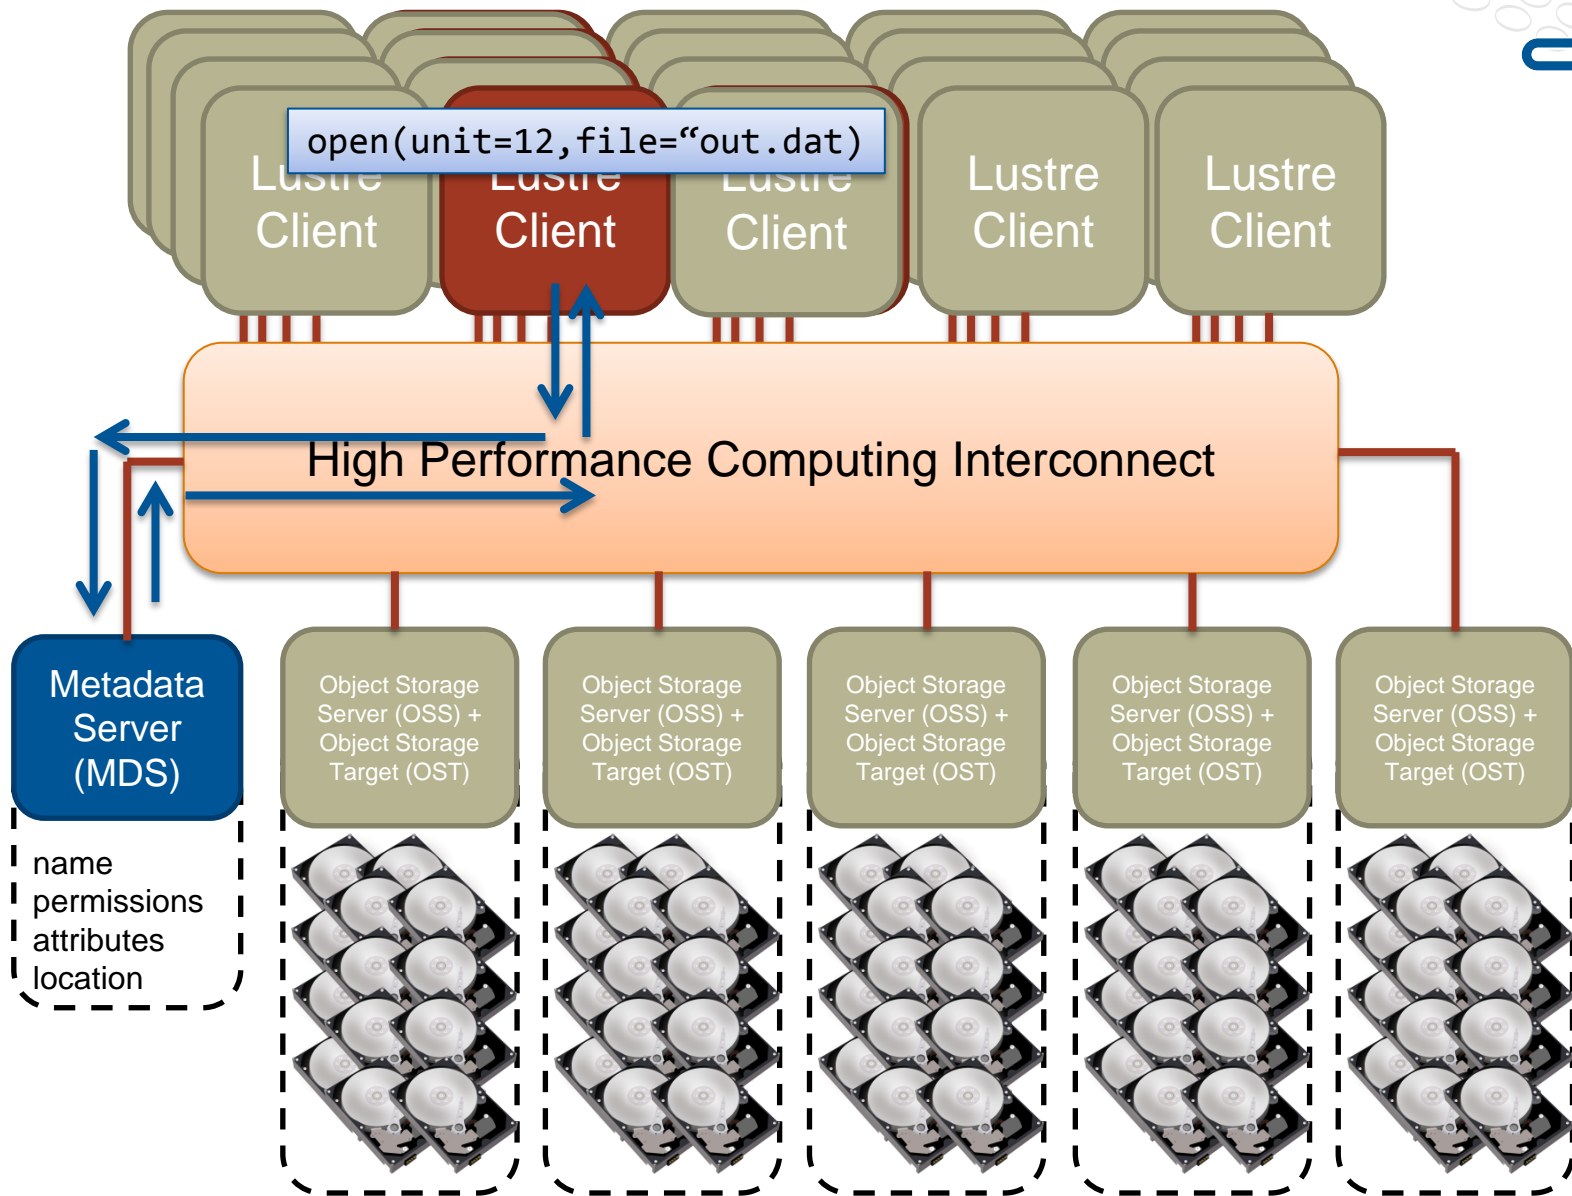 open(unit=12,file=“out.dat)
Lustre
Client
Lustre
Client
Lustre
Client
Lustre
Client
Lustre
Client
High Performance Computing Interconnect
Metadata
Server
(MDS)
name
permissions
attributes
location
Object Storage
Server (OSS) +
Object Storage
Target (OST)
Object Storage
Server (OSS) +
Object Storage
Target (OST)
Object Storage
Server (OSS) +
Object Storage
Target (OST)
Object Storage
Server (OSS) +
Object Storage
Target (OST)
Object Storage
Server (OSS) +
Object Storage
Target (OST)